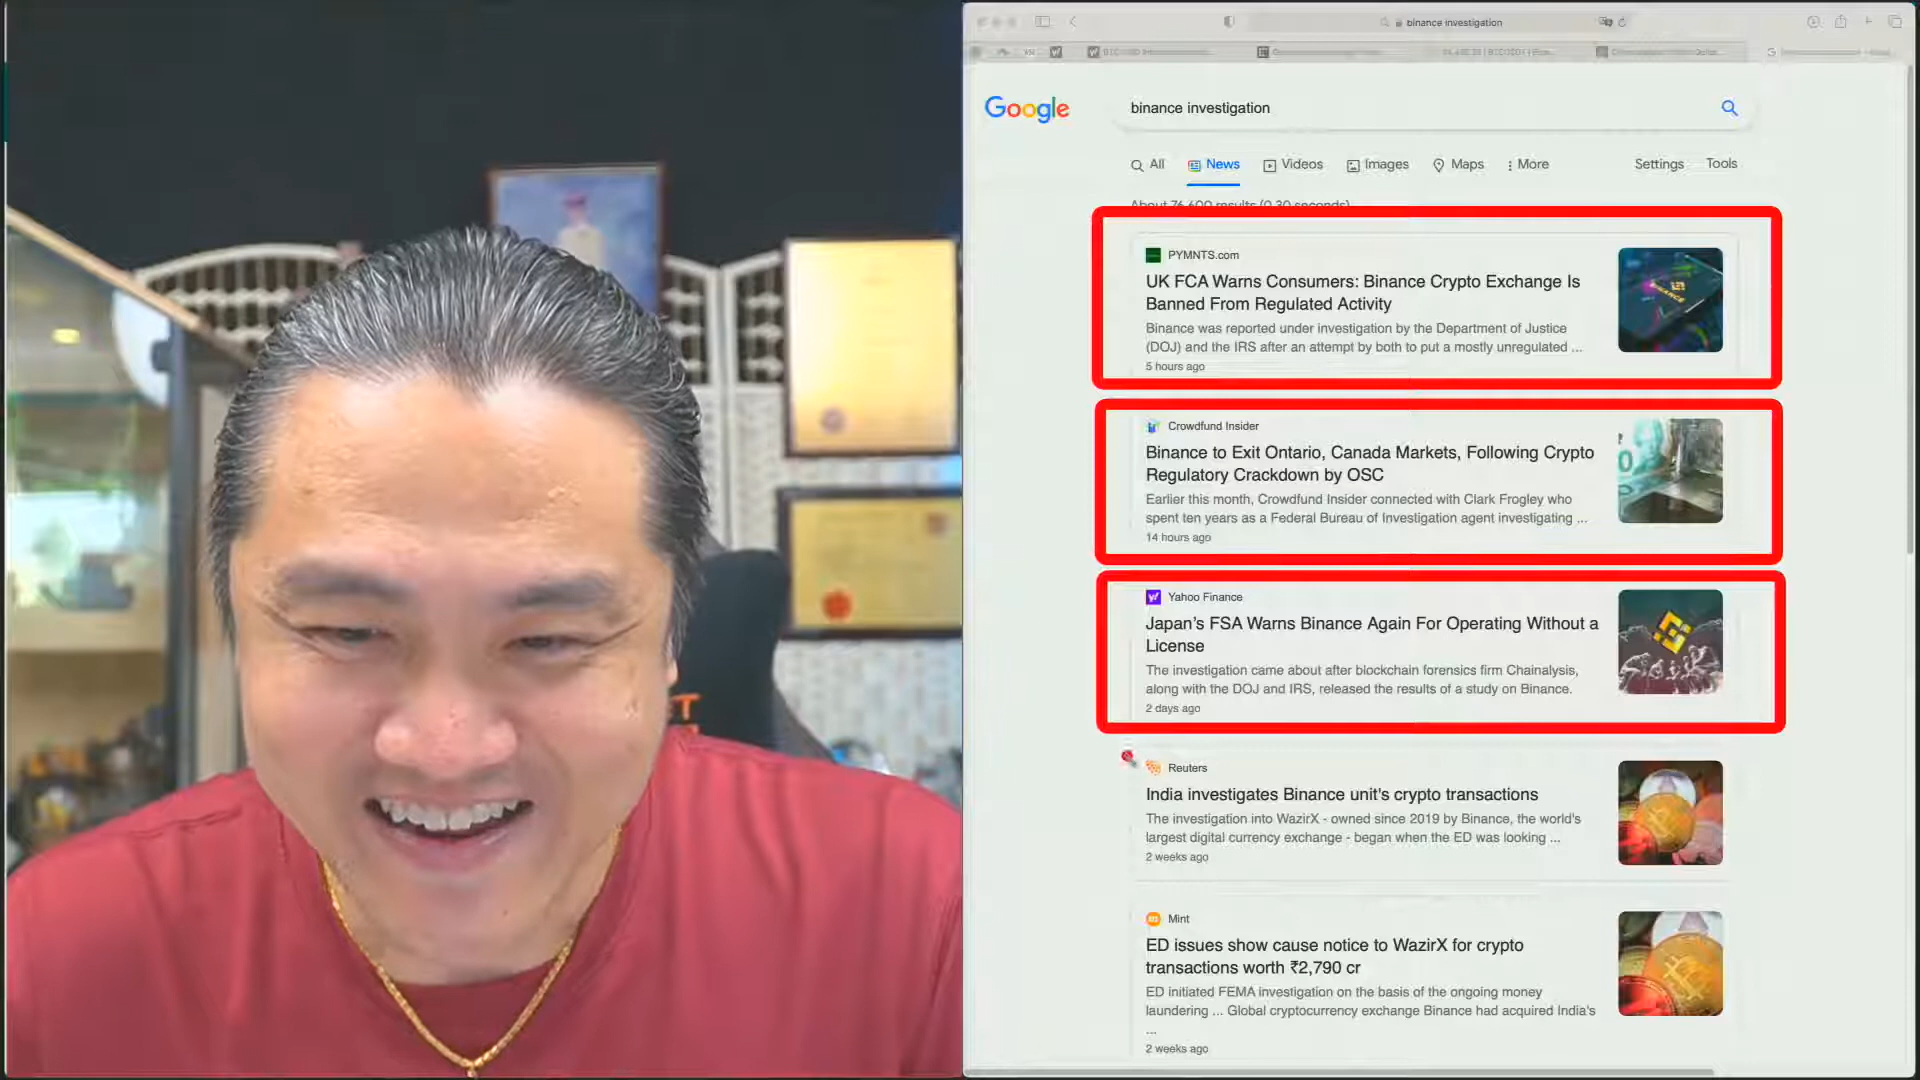 binance investigation
Google
binance investigation
All News Videos Images Maps More Settings Tools
About 76,600 results (0.30 seconds)
PYMNTS.com
UK FCA Warns Consumers: Binance Crypto Exchange Is
Banned From Regulated Activity
Binance was reported under investigation by the Department of Justice
(DOJ) and the IRS after an attempt by both to put a mostly unregulated ...
5 hours ago
Crowdfund Insider
Binance to Exit Ontario, Canada Markets, Following Crypto
Regulatory Crackdown by OSC
Earlier this month, Crowdfund Insider connected with Clark Frogley who
spent ten years as a Federal Bureau of Investigation agent investigating ...
14 hours ago
Yahoo Finance
Japan's FSA Warns Binance Again For Operating Without a
License
The investigation came about after blockchain forensics firm Chainalysis,
along with the DOJ and IRS, released the results of a study on Binance.
2 days ago
Reuters
India investigates Binance unit's crypto transactions
The investigation into WazirX - owned since 2019 by Binance, the world's
largest digital currency exchange - began when the ED was looking ...
2 weeks ago
Mint
ED issues show cause notice to WazirX for crypto
transactions worth ₹2,790 cr
ED initiated FEMA investigation on the basis of the ongoing money
laundering ... Global cryptocurrency exchange Binance had acquired India's
...
2 weeks ago